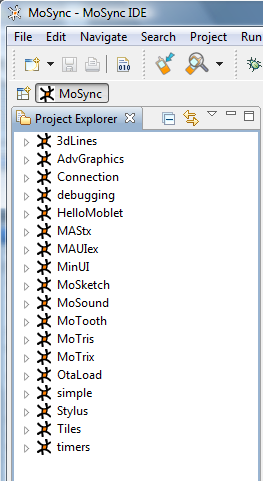 MoSync - MoSync IDE
File Edit Navigate Search Project Run
010
MoSync
Project Explorer
3dLines
AdvGraphics
Connection
debugging
HelloMoblet
MAStx
MAUIex
MinUI
MoSketch
MoSound
MoTooth
MoTris
MoTrix
OtaLoad
simple
Stylus
Tiles
timers